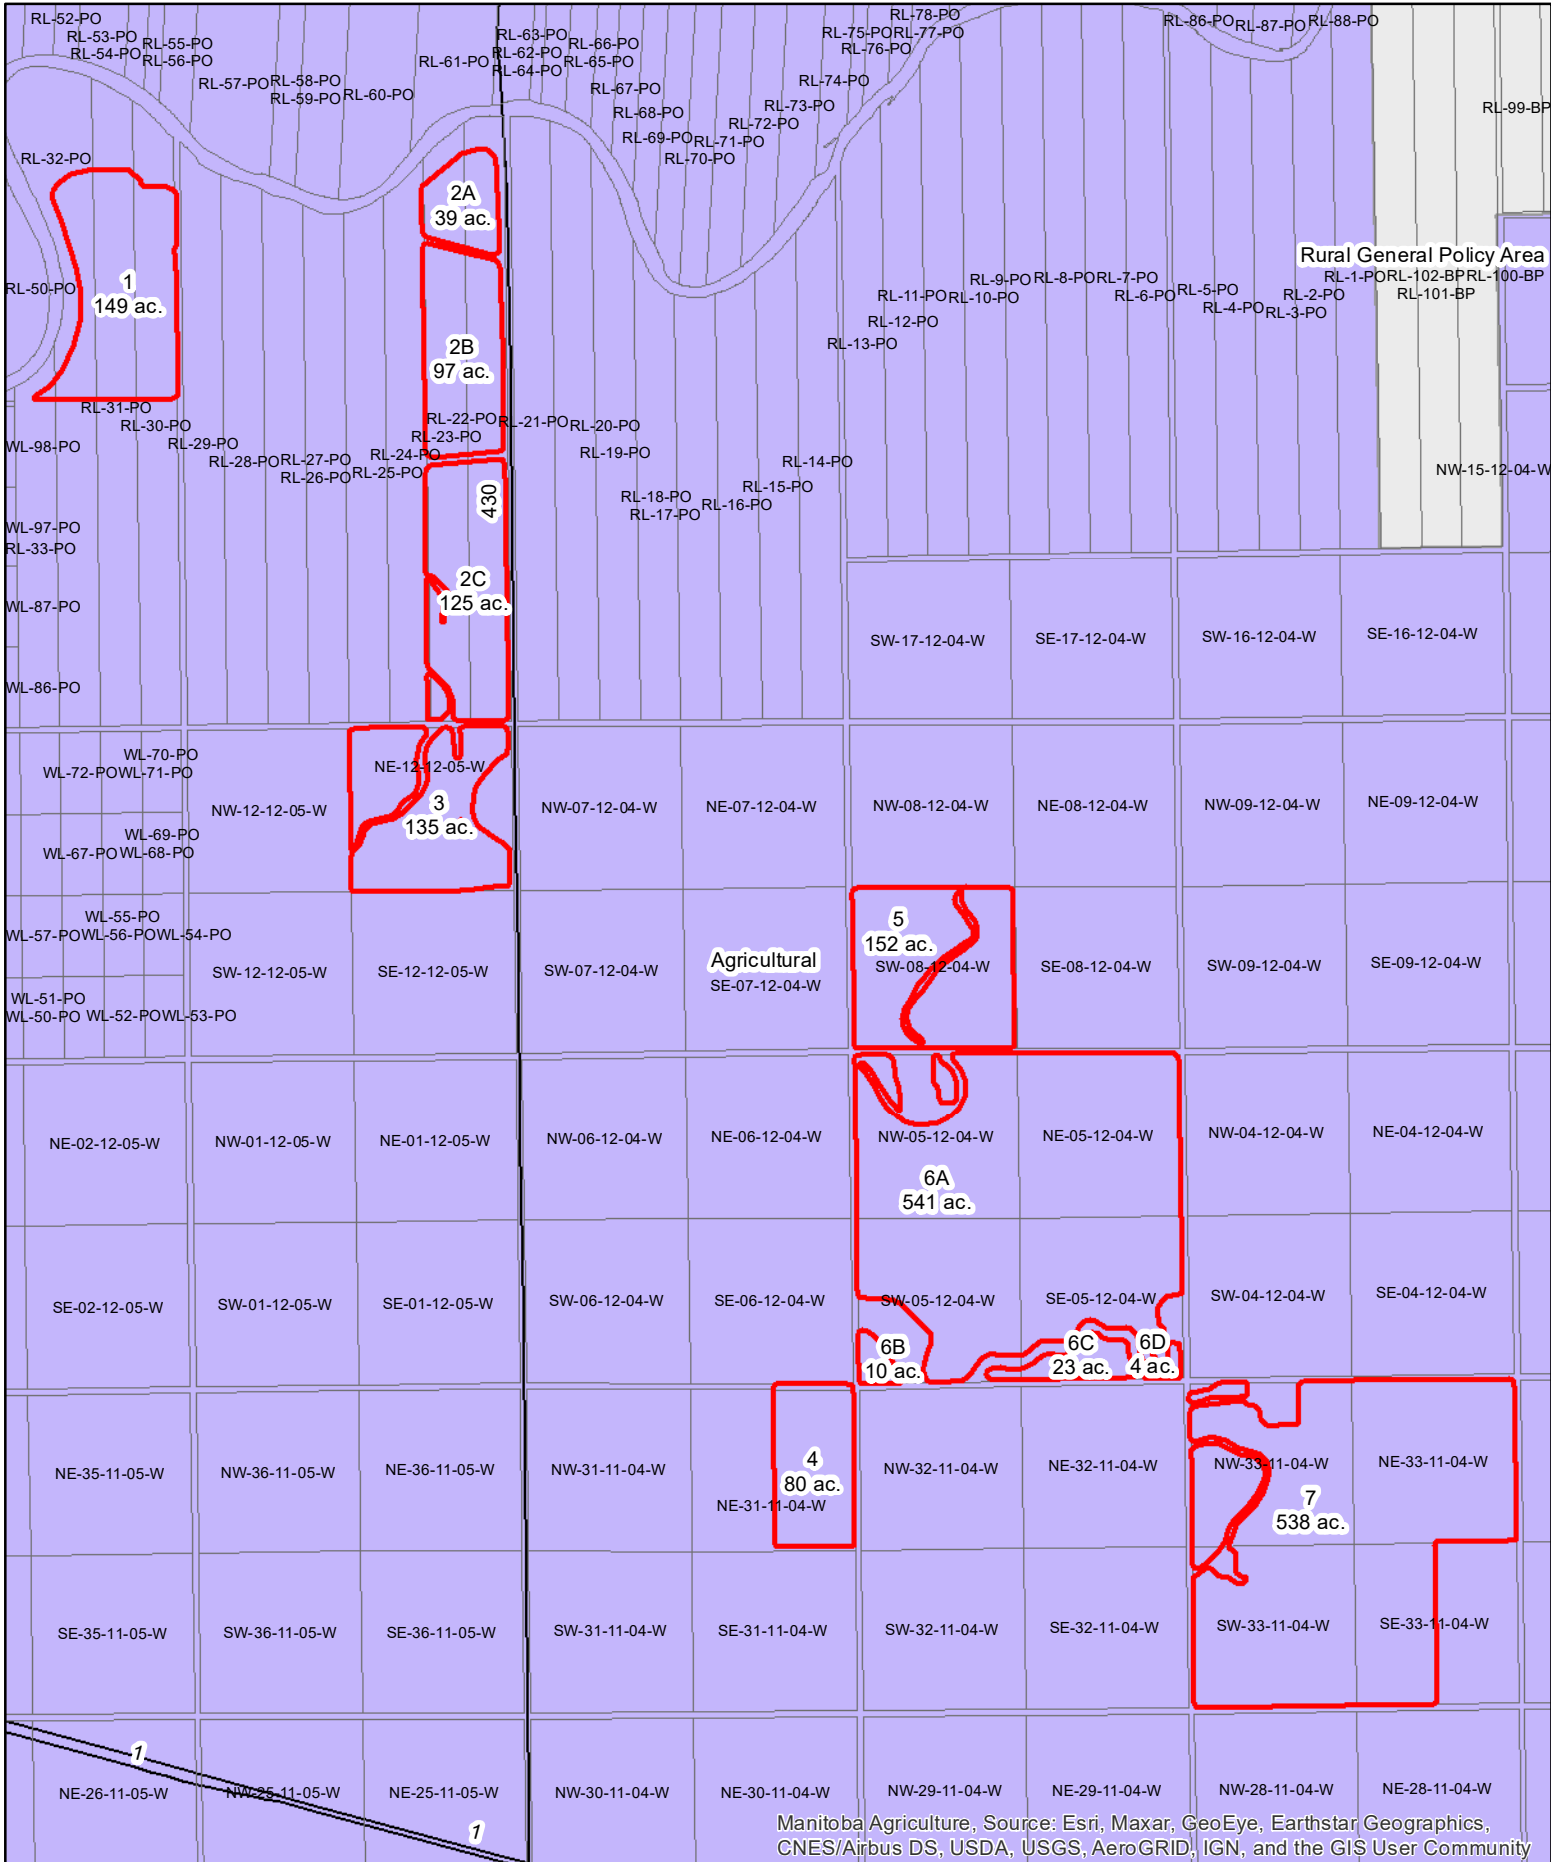 RL-52-PO
RL-53-PO
RL-54-PO
RL-55-PO
RL-56-PO
RL-57-PO
RL-58-PO
RL-59-PO
RL-60-PO
RL-61-PO
RL-63-PO
RL-62-PO
RL-64-PO
RL-66-PO
RL-65-PO
RL-67-PO
RL-68-PO
RL-69-PO
RL-70-PO
RL-71-PO
RL-72-PO
RL-73-PO
RL-74-PO
RL-78-PO
RL-75-PO
RL-77-PO
RL-76-PO
RL-86-PO
RL-87-PO
RL-88-PO
RL-99-BP
RL-32-PO
RL-50-PO
1
149 ac.
2A
39 ac.
2B
97 ac.
Rural General Policy Area
RL-1-PO
RL-102-BP
RL-100-BP
RL-101-BP
RL-2-PO
RL-3-PO
RL-5-PO
RL-4-PO
RL-7-PO
RL-6-PO
RL-8-PO
RL-9-PO
RL-10-PO
RL-11-PO
RL-12-PO
RL-13-PO
RL-31-PO
RL-30-PO
RL-29-PO
RL-28-PO
RL-27-PO
RL-26-PO
RL-25-PO
RL-24-PO
RL-23-PO
RL-22-PO
RL-21-PO
RL-20-PO
RL-19-PO
RL-18-PO
RL-17-PO
RL-16-PO
RL-15-PO
RL-14-PO
NW-15-12-04-W
WL-98-PO
WL-97-PO
RL-33-PO
WL-87-PO
WL-86-PO
430
2C
125 ac.
SW-17-12-04-W
SE-17-12-04-W
SW-16-12-04-W
SE-16-12-04-W
WL-70-PO
WL-72-PO
WL-71-PO
WL-69-PO
WL-67-PO
WL-68-PO
NW-12-12-05-W
NE-12-12-05-W
3
135 ac.
NW-07-12-04-W
NE-07-12-04-W
NW-08-12-04-W
NE-08-12-04-W
NW-09-12-04-W
NE-09-12-04-W
WL-55-PO
WL-57-PO
WL-56-PO
WL-54-PO
WL-51-PO
WL-50-PO
WL-52-PO
WL-53-PO
SW-12-12-05-W
SE-12-12-05-W
SW-07-12-04-W
Agricultural
SE-07-12-04-W
5
152 ac.
SW-08-12-04-W
SE-08-12-04-W
SW-09-12-04-W
SE-09-12-04-W
NE-02-12-05-W
NW-01-12-05-W
NE-01-12-05-W
NW-06-12-04-W
NE-06-12-04-W
NW-05-12-04-W
NE-05-12-04-W
NW-04-12-04-W
NE-04-12-04-W
6A
541 ac.
SE-02-12-05-W
SW-01-12-05-W
SE-01-12-05-W
SW-06-12-04-W
SE-06-12-04-W
SW-05-12-04-W
SE-05-12-04-W
SW-04-12-04-W
SE-04-12-04-W
6B
10 ac.
6C
23 ac.
6D
4 ac.
NE-35-11-05-W
NW-36-11-05-W
NE-36-11-05-W
NW-31-11-04-W
4
80 ac.
NE-31-11-04-W
NW-32-11-04-W
NE-32-11-04-W
NW-33-11-04-W
NE-33-11-04-W
7
538 ac.
SE-35-11-05-W
SW-36-11-05-W
SE-36-11-05-W
SW-31-11-04-W
SE-31-11-04-W
SW-32-11-04-W
SE-32-11-04-W
SW-33-11-04-W
SE-33-11-04-W
1
NE-26-11-05-W
NW-25-11-05-W
NE-25-11-05-W
NW-30-11-04-W
NE-30-11-04-W
NW-29-11-04-W
NE-29-11-04-W
NW-28-11-04-W
NE-28-11-04-W
1
Manitoba Agriculture, Source: Esri, Maxar, GeoEye, Earthstar Geographics,
CNES/Airbus DS, USDA, USGS, AeroGRID, IGN, and the GIS User Community